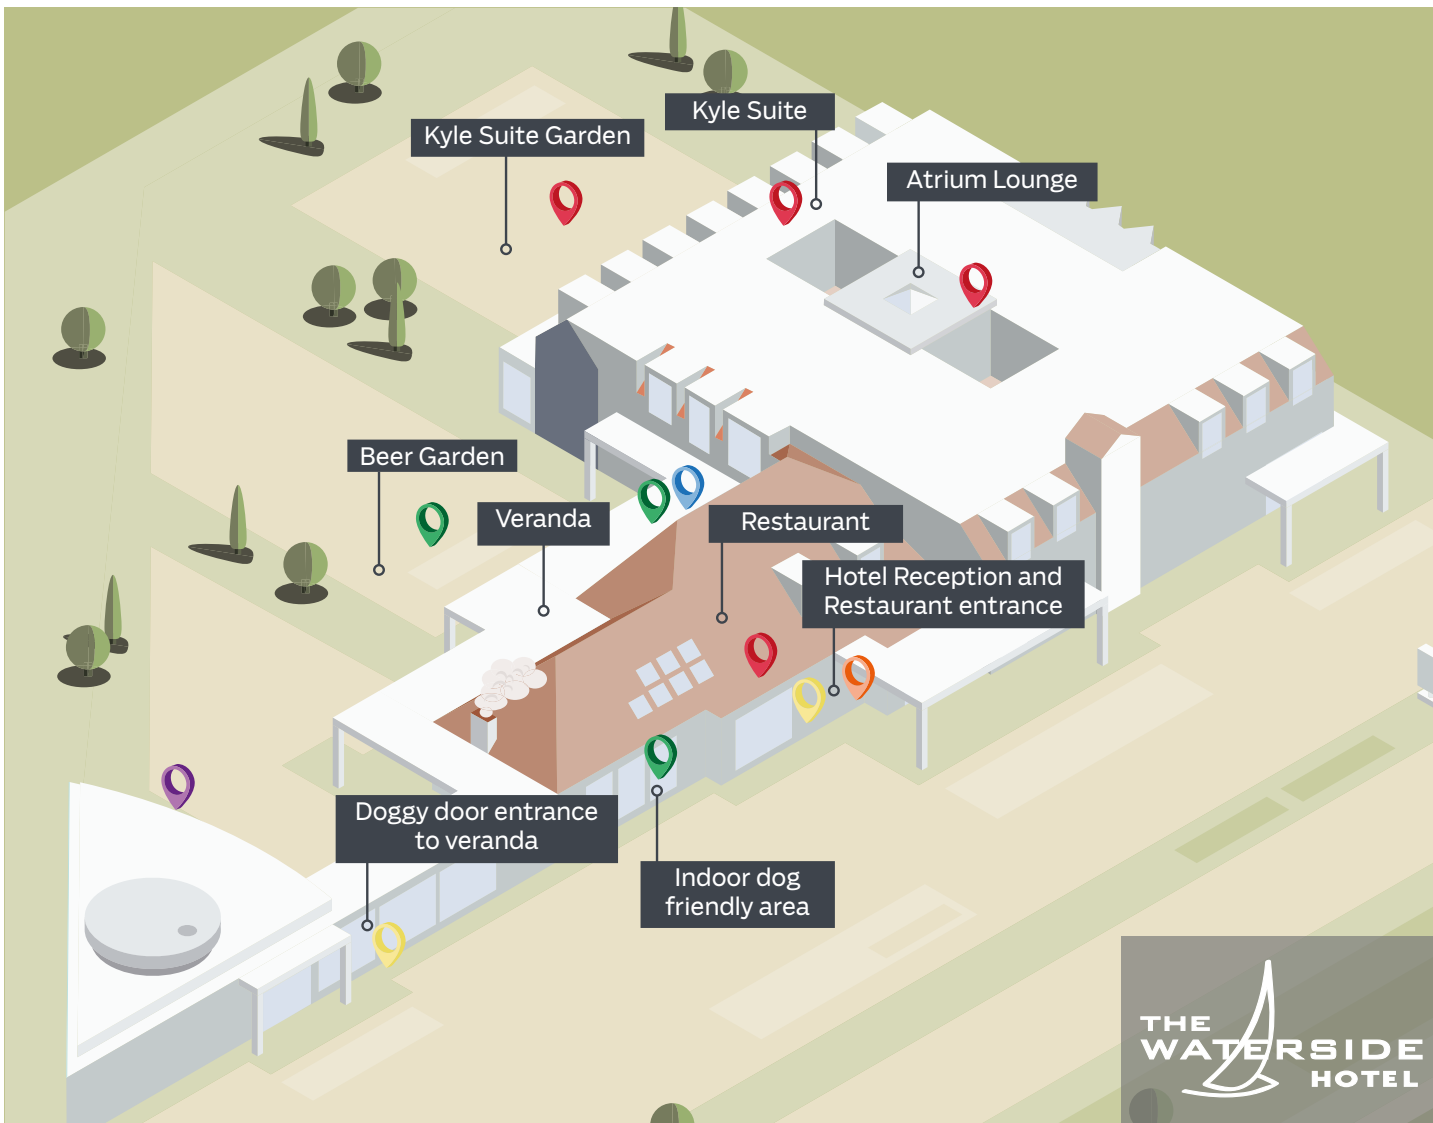 Kyle Suite
Kyle Suite Garden
Atrium Lounge
Beer Garden
Veranda
Restaurant
Hotel Reception and
Restaurant entrance
Doggy door entrance
to veranda
Indoor dog
friendly area
THE
WATERSIDE
HOTEL